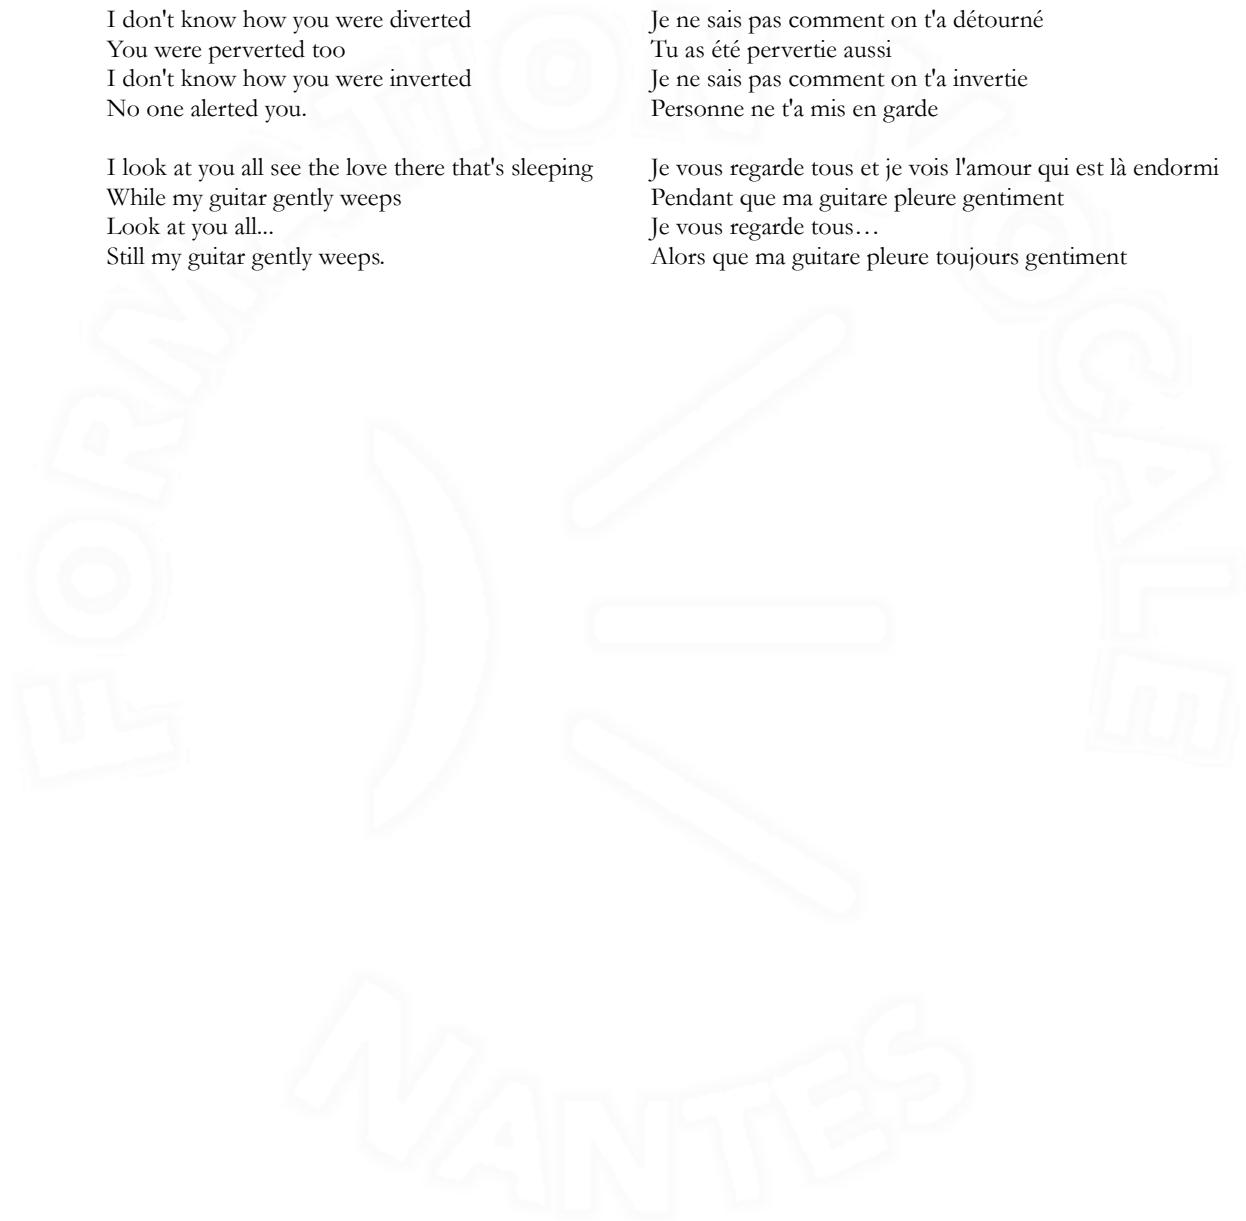 I don't know how you were diverted
You were perverted too
I don't know how you were inverted
No one alerted you.
I look at you all see the love there that's sleeping
While my guitar gently weeps
Look at you all...
Still my guitar gently weeps.
Je ne sais pas comment on t'a détourné
Tu as été pervertie aussi
Je ne sais pas comment on t'a invertie
Personne ne t'a mis en garde
Je vous regarde tous et je vois l'amour qui est là endormi
Pendant que ma guitare pleure gentiment
Je vous regarde tous…
Alors que ma guitare pleure toujours gentiment
FORMATION VOCALE
NANTES